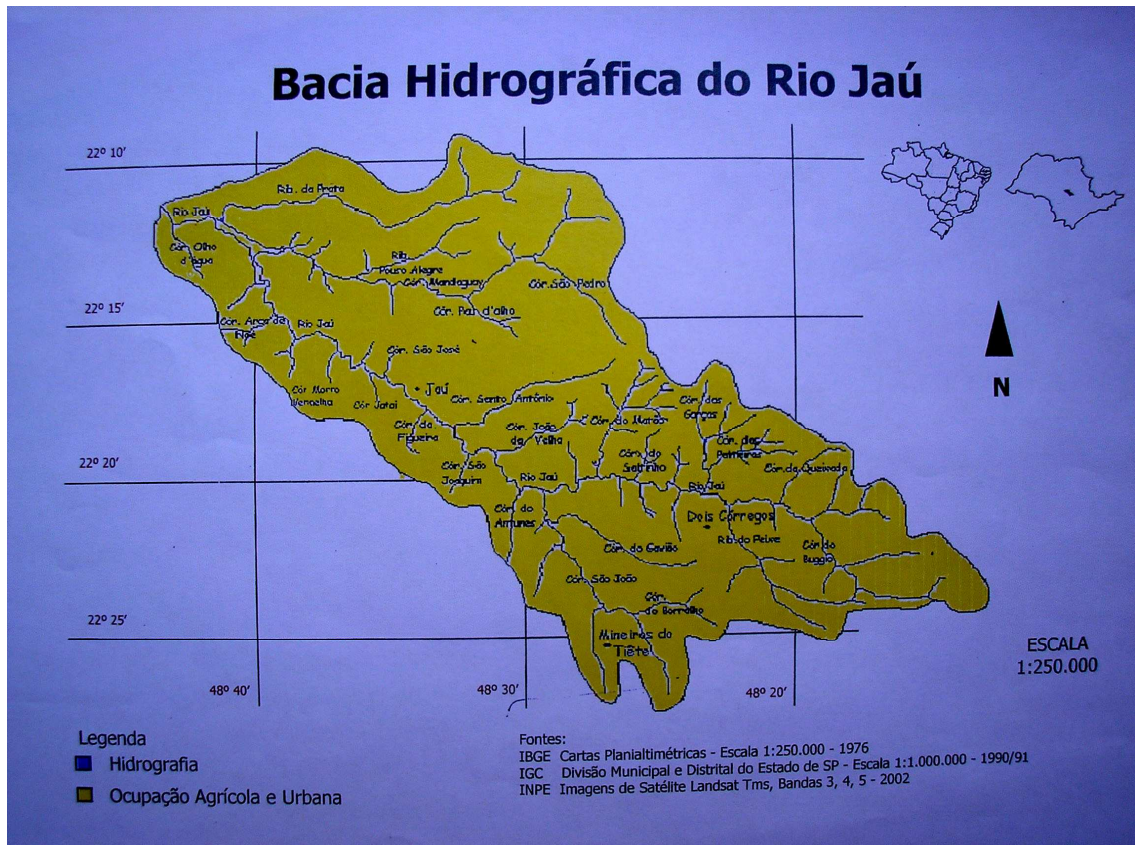 Bacia Hidrográfica do Rio Jaú
22º 10'
Rib. da Prata
Rio Jaú
Cór. Olho
d'água
Rib.
Pouso Alegre
Cór. Mandaguay
Cór. São Pedro
22º 15'
Cór. Pau d'alho
Cór. Arca de
Noé
Rio Jaú
Cór. São José
Cór Morro
Vermelho
Jaú
Cór Jataí
Cór. Santo Antônio
Cór. das
Garças
Cór. da
Figueira
Cór. João
da Velha
Cór. do Matão
Cór. das
Palmeiras
N
22º 20'
Cór. São
Joaquim
Rio Jaú
Cór. do
Rio Jaú
Cór. da Queixada
Cór. do
Antunes
Dois Córregos
Rib. do Peixe
Cór. do Gavião
Cór. do
Buggio
Cór. São João
Cór.
do Borralho
22º 25'
Mineiros do
Tiête
ESCALA
1:250.000
48º 40'
48º 30'
48º 20'
Legenda
Hidrografia
Ocupação Agrícola e Urbana
Fontes:
IBGE Cartas Planialtimétricas - Escala 1:250.000 - 1976
IGC Divisão Municipal e Distrital do Estado de SP - Escala 1:1.000.000 - 1990/91
INPE Imagens de Satélite Landsat Tms, Bandas 3, 4, 5 - 2002